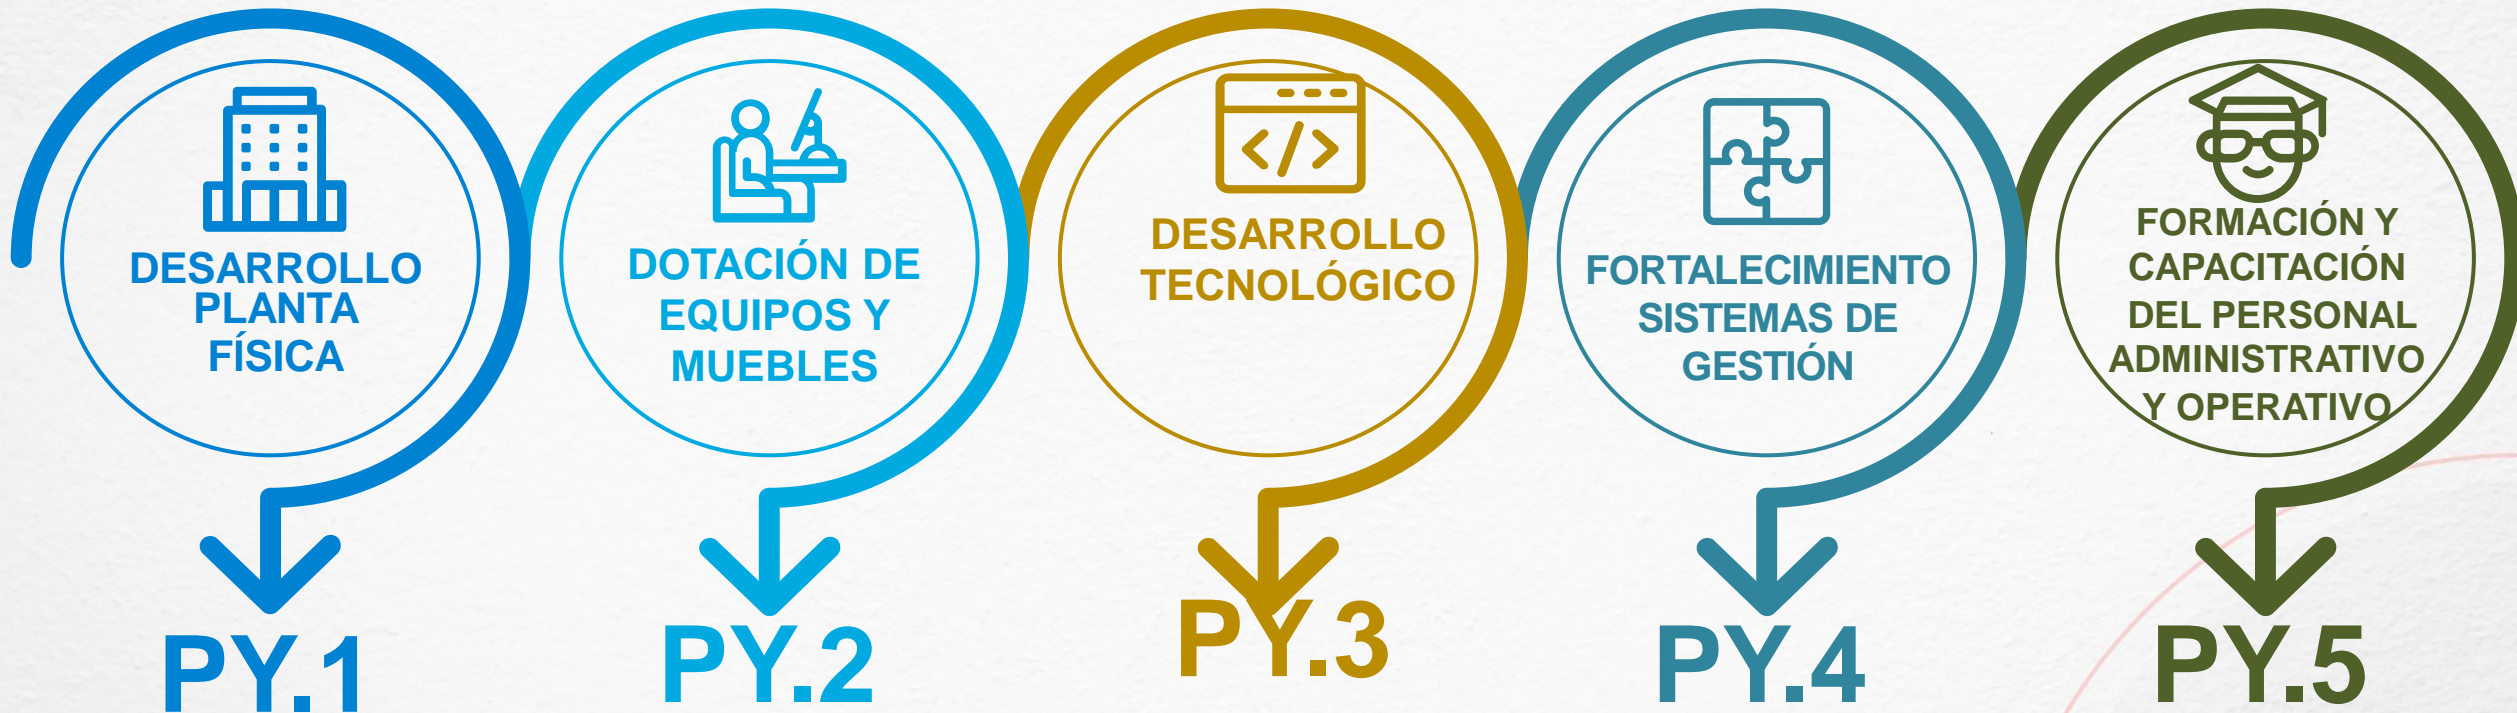 DESARROLLO
PLANTA
FÍSICA
PY.1
DOTACIÓN DE
EQUIPOS Y
MUEBLES
PY.2
</>
DESARROLLO
TECNOLÓGICO
PY.3
FORTALECIMIENTO
SISTEMAS DE
GESTIÓN
PY.4
FORMACIÓN Y
CAPACITACIÓN
DEL PERSONAL
ADMINISTRATIVO
Y OPERATIVO
PY.5